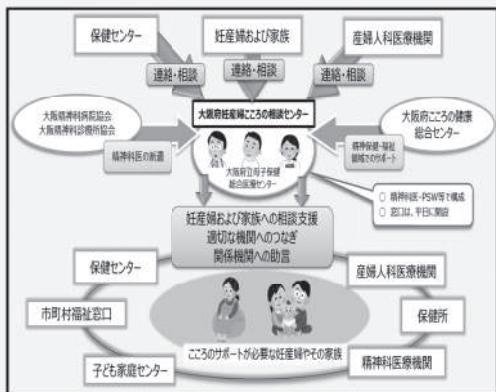 保健センター
妊産婦および家族
産婦人科医療機関
連絡・相談
連絡・相談
連絡・相談
大阪府妊産婦こころの相談センター
大阪精神科病院協会
大阪精神科診療所協会
大阪府こころの健康
総合センター
精神科医の派遣
精神保健・福祉
領域でのサポート
大阪府立母子保健
総合医療センター
○ 精神科医・PSW等で構成
○ 窓口は、平日に開設
妊産婦および家族への相談支援
適切な機関へのつなぎ
関係機関への助言
保健センター
産婦人科医療機関
市町村福祉窓口
保健所
こころのサポートが必要な妊産婦やその家族
子ども家庭センター
精神科医療機関